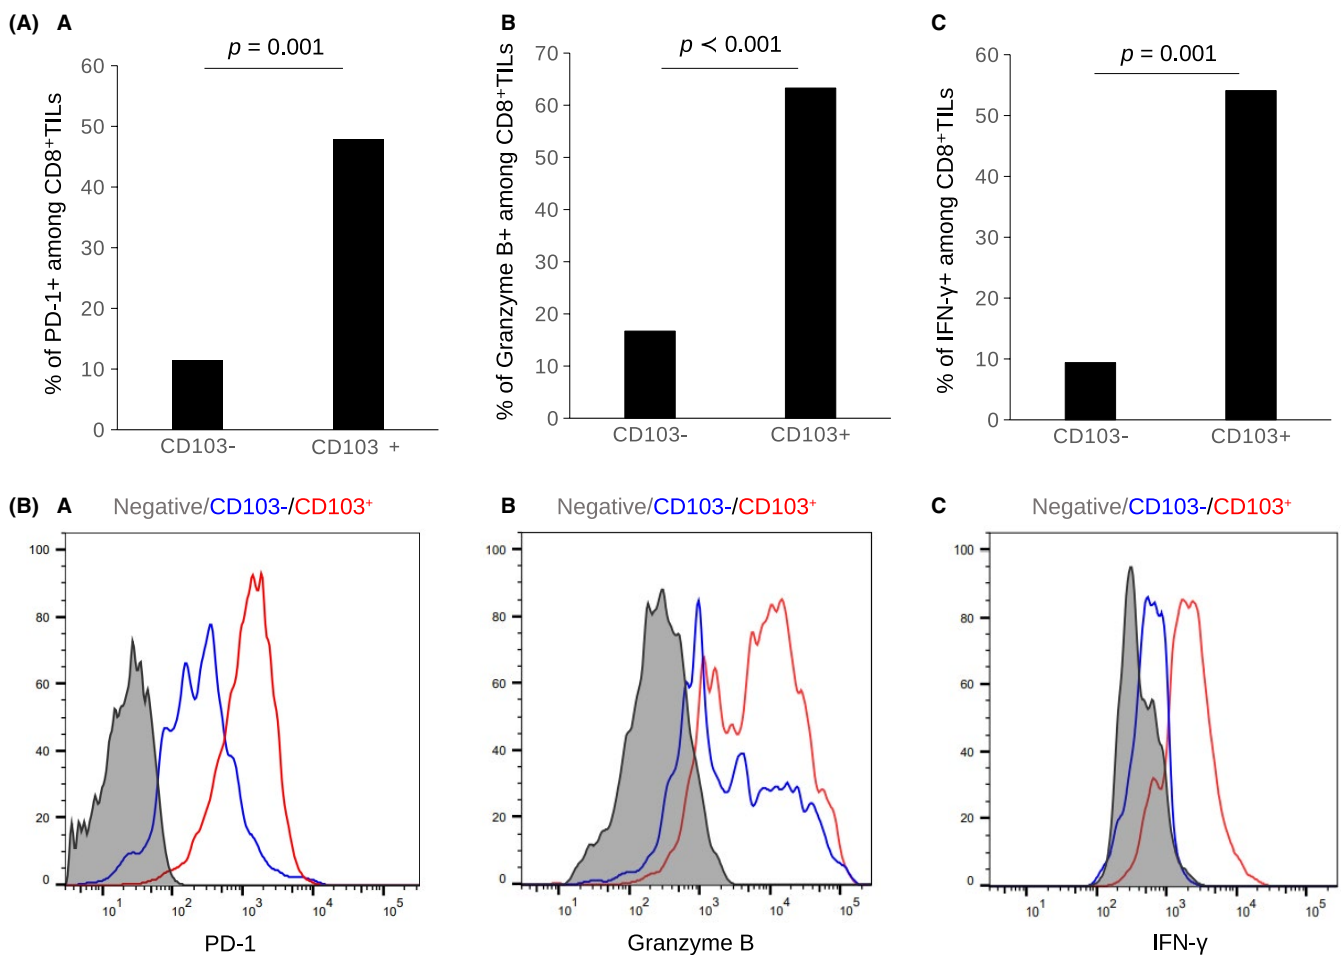 (A) A
p = 0.001
% of PD-1+ among CD8⁺TILs
60
50
40
30
20
10
0
CD103-
CD103 +
B
p < 0.001
% of Granzyme B+ among CD8⁺TILs
70
60
50
40
30
20
10
0
CD103-
CD103+
C
p = 0.001
% of IFN-γ+ among CD8⁺TILs
60
50
40
30
20
10
0
CD103-
CD103+
(B) A
Negative/CD103-/CD103⁺
100
80
60
40
20
0
10¹ 10² 10³ 10⁴ 10⁵
PD-1
B
Negative/CD103-/CD103⁺
100
80
60
40
20
0
10¹ 10² 10³ 10⁴ 10⁵
Granzyme B
C
Negative/CD103-/CD103⁺
100
80
60
40
20
0
10¹ 10² 10³ 10⁴ 10⁵
IFN-γ